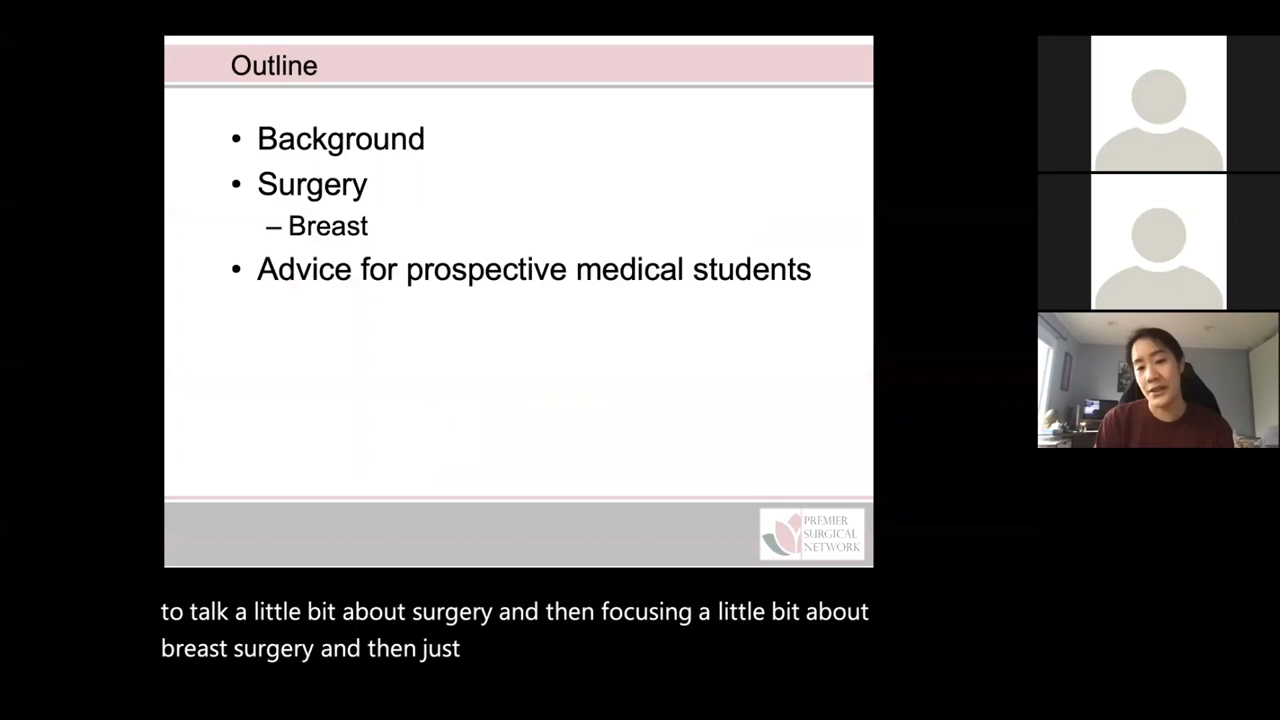 Outline
• Background
• Surgery
– Breast
• Advice for prospective medical students
PREMIER
SURGICAL
NETWORK
to talk a little bit about surgery and then focusing a little bit about
breast surgery and then just